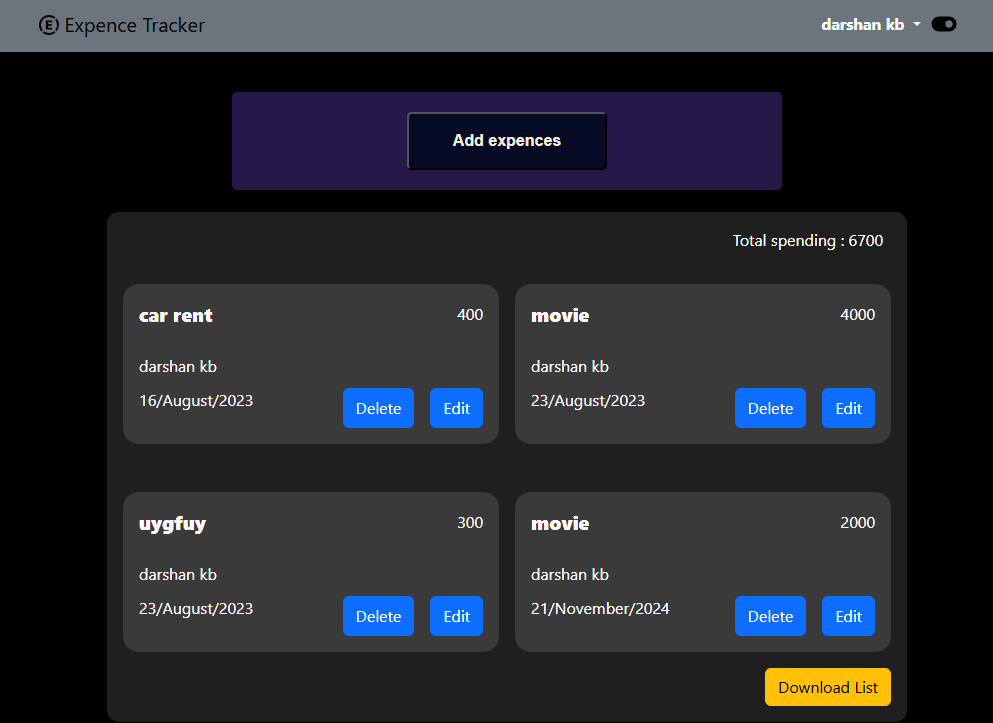 Expence Tracker
darshan kb
Add expences
Total spending : 6700
car rent 400
darshan kb
16/August/2023
Delete Edit
movie 4000
darshan kb
23/August/2023
Delete Edit
uygfuy 300
darshan kb
23/August/2023
Delete Edit
movie 2000
darshan kb
21/November/2024
Delete Edit
Download List